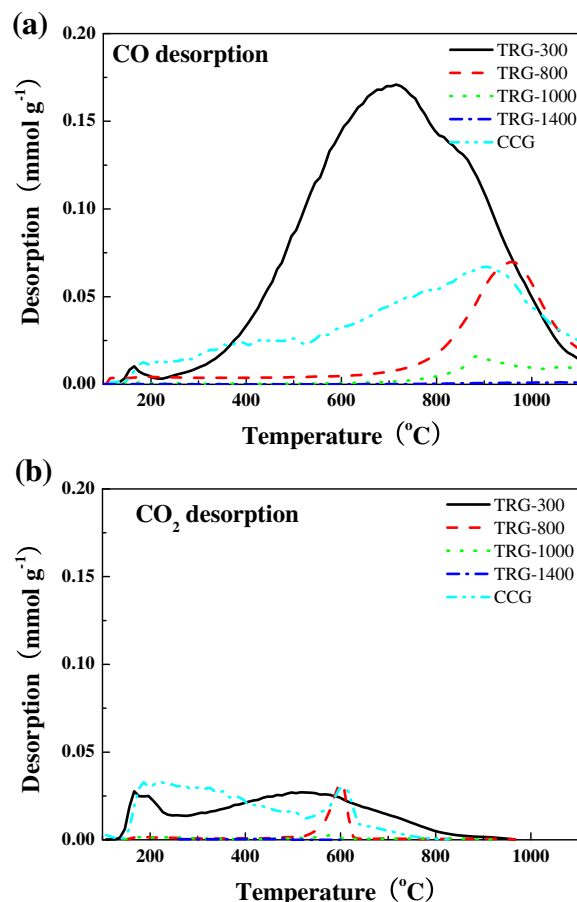 (a)
CO desorption
TRG-300
TRG-800
TRG-1000
TRG-1400
CCG
0.20
0.15
0.10
0.05
0.00
Desorption (mmol g⁻¹)
200 400 600 800 1000
Temperature (°C)
(b)
CO₂ desorption
TRG-300
TRG-800
TRG-1000
TRG-1400
CCG
0.20
0.15
0.10
0.05
0.00
Desorption (mmol g⁻¹)
200 400 600 800 1000
Temperature (°C)